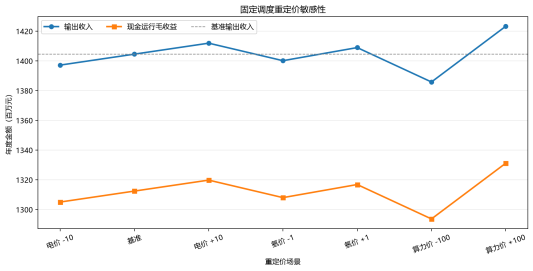 固定调度重定价敏感性
输出收入
现金运行毛收益
基准输出收入
年度金额（百万元）
1420
1400
1380
1360
1340
1320
1300
电价 -10
基准
电价 +10
氨价 -1
氨价 +1
算力价 -100
算力价 +100
重定价场景